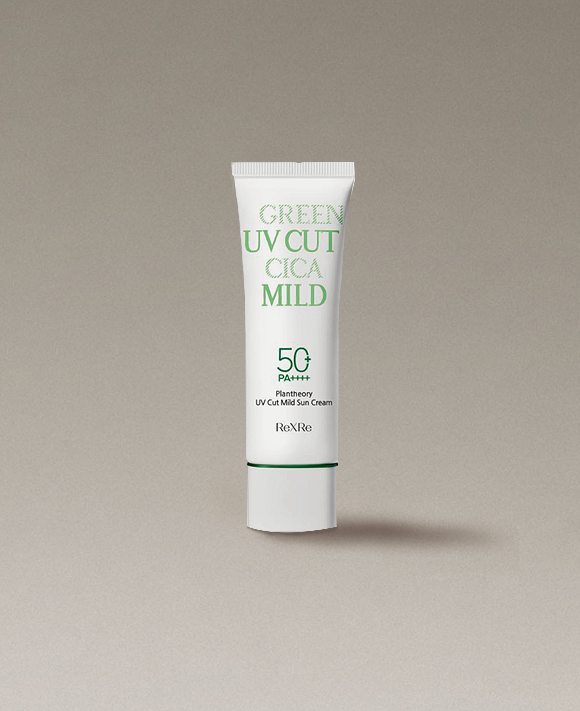 GREEN
UV CUT
CICA
MILD
50+
PA++++
Plantheory
UV Cut Mild Sun Cream
ReXRe